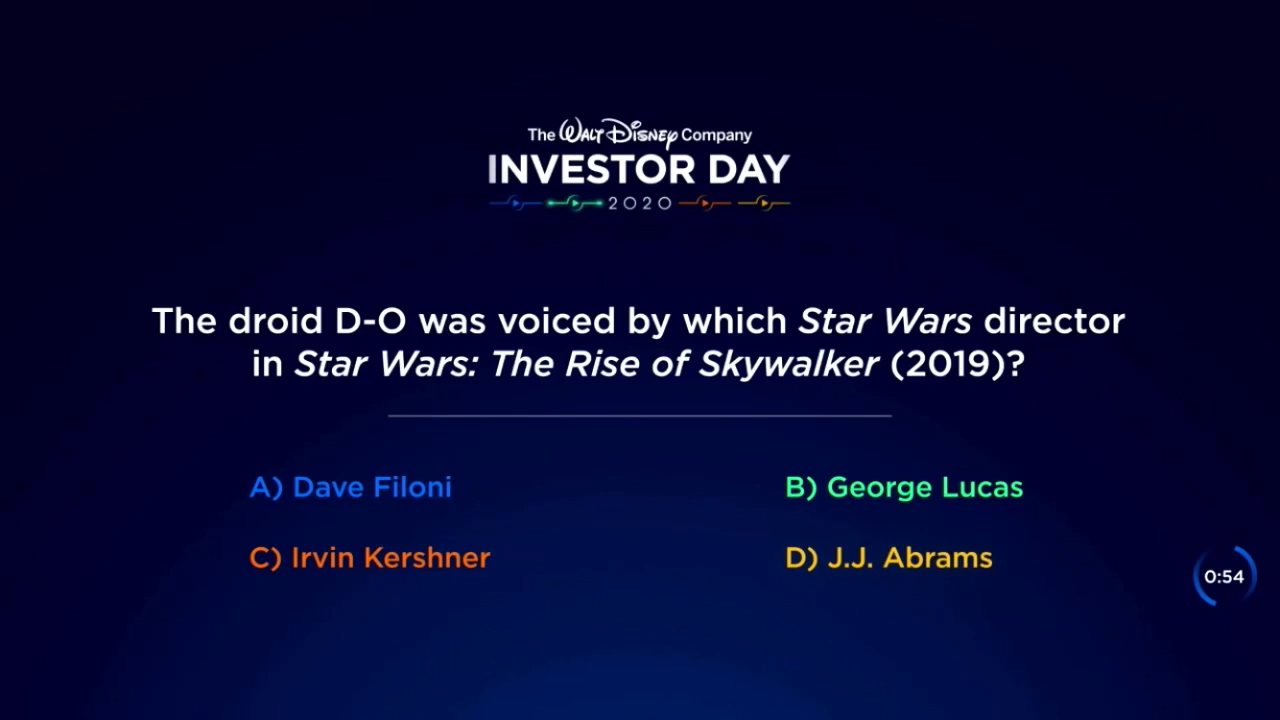 The Walt Disney Company
INVESTOR DAY
2020
The droid D-O was voiced by which Star Wars director
in Star Wars: The Rise of Skywalker (2019)?
A) Dave Filoni
B) George Lucas
C) Irvin Kershner
D) J.J. Abrams
0:54